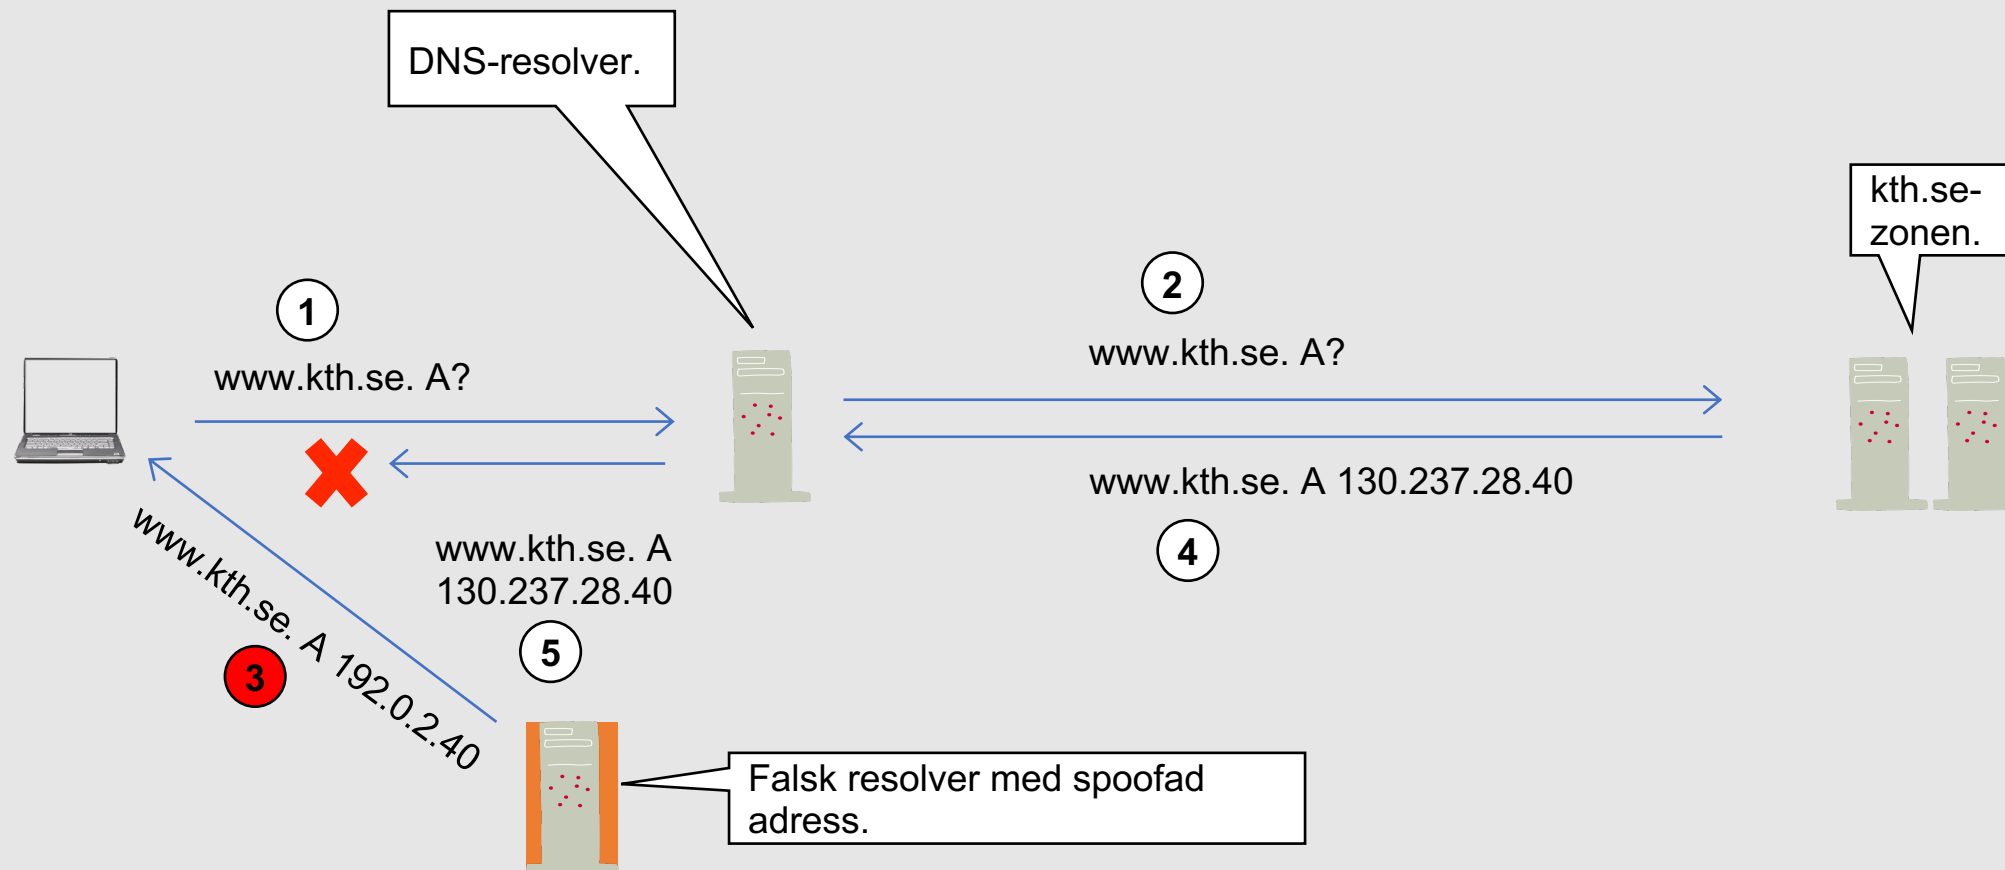 DNS-resolver.
kth.se-
zonen.
1
www.kth.se. A?
2
www.kth.se. A?
www.kth.se. A 130.237.28.40
4
www.kth.se. A 192.0.2.40
3
www.kth.se. A
130.237.28.40
5
Falsk resolver med spoofad
adress.